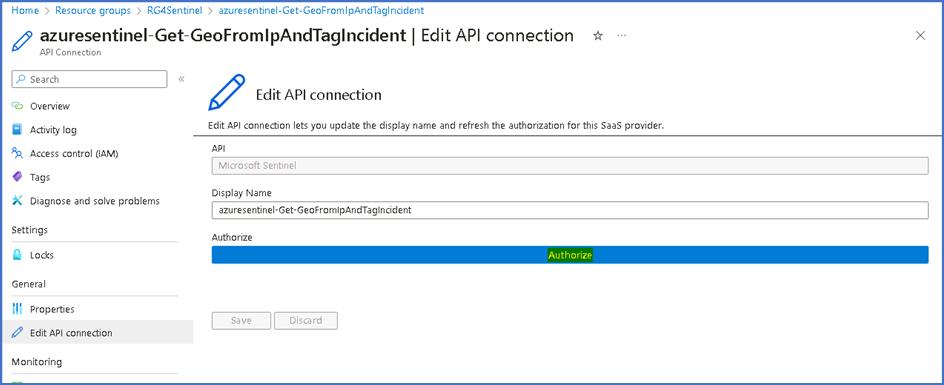 Home > Resource groups > RG4Sentinel > azuresentinel-Get-GeoFromIpAndTagIncident >
azuresentinel-Get-GeoFromIpAndTagIncident | Edit API connection ☆ ...
API Connection
Search
«
Overview
Activity log
Access control (IAM)
Tags
Diagnose and solve problems
Settings
Locks
General
Properties
Edit API connection
Monitoring
Edit API connection
Edit API connection lets you update the display name and refresh the authorization for this SaaS provider.
API
Microsoft Sentinel
Display Name
azuresentinel-Get-GeoFromIpAndTagIncident
Authorize
Authorize
Save Discard